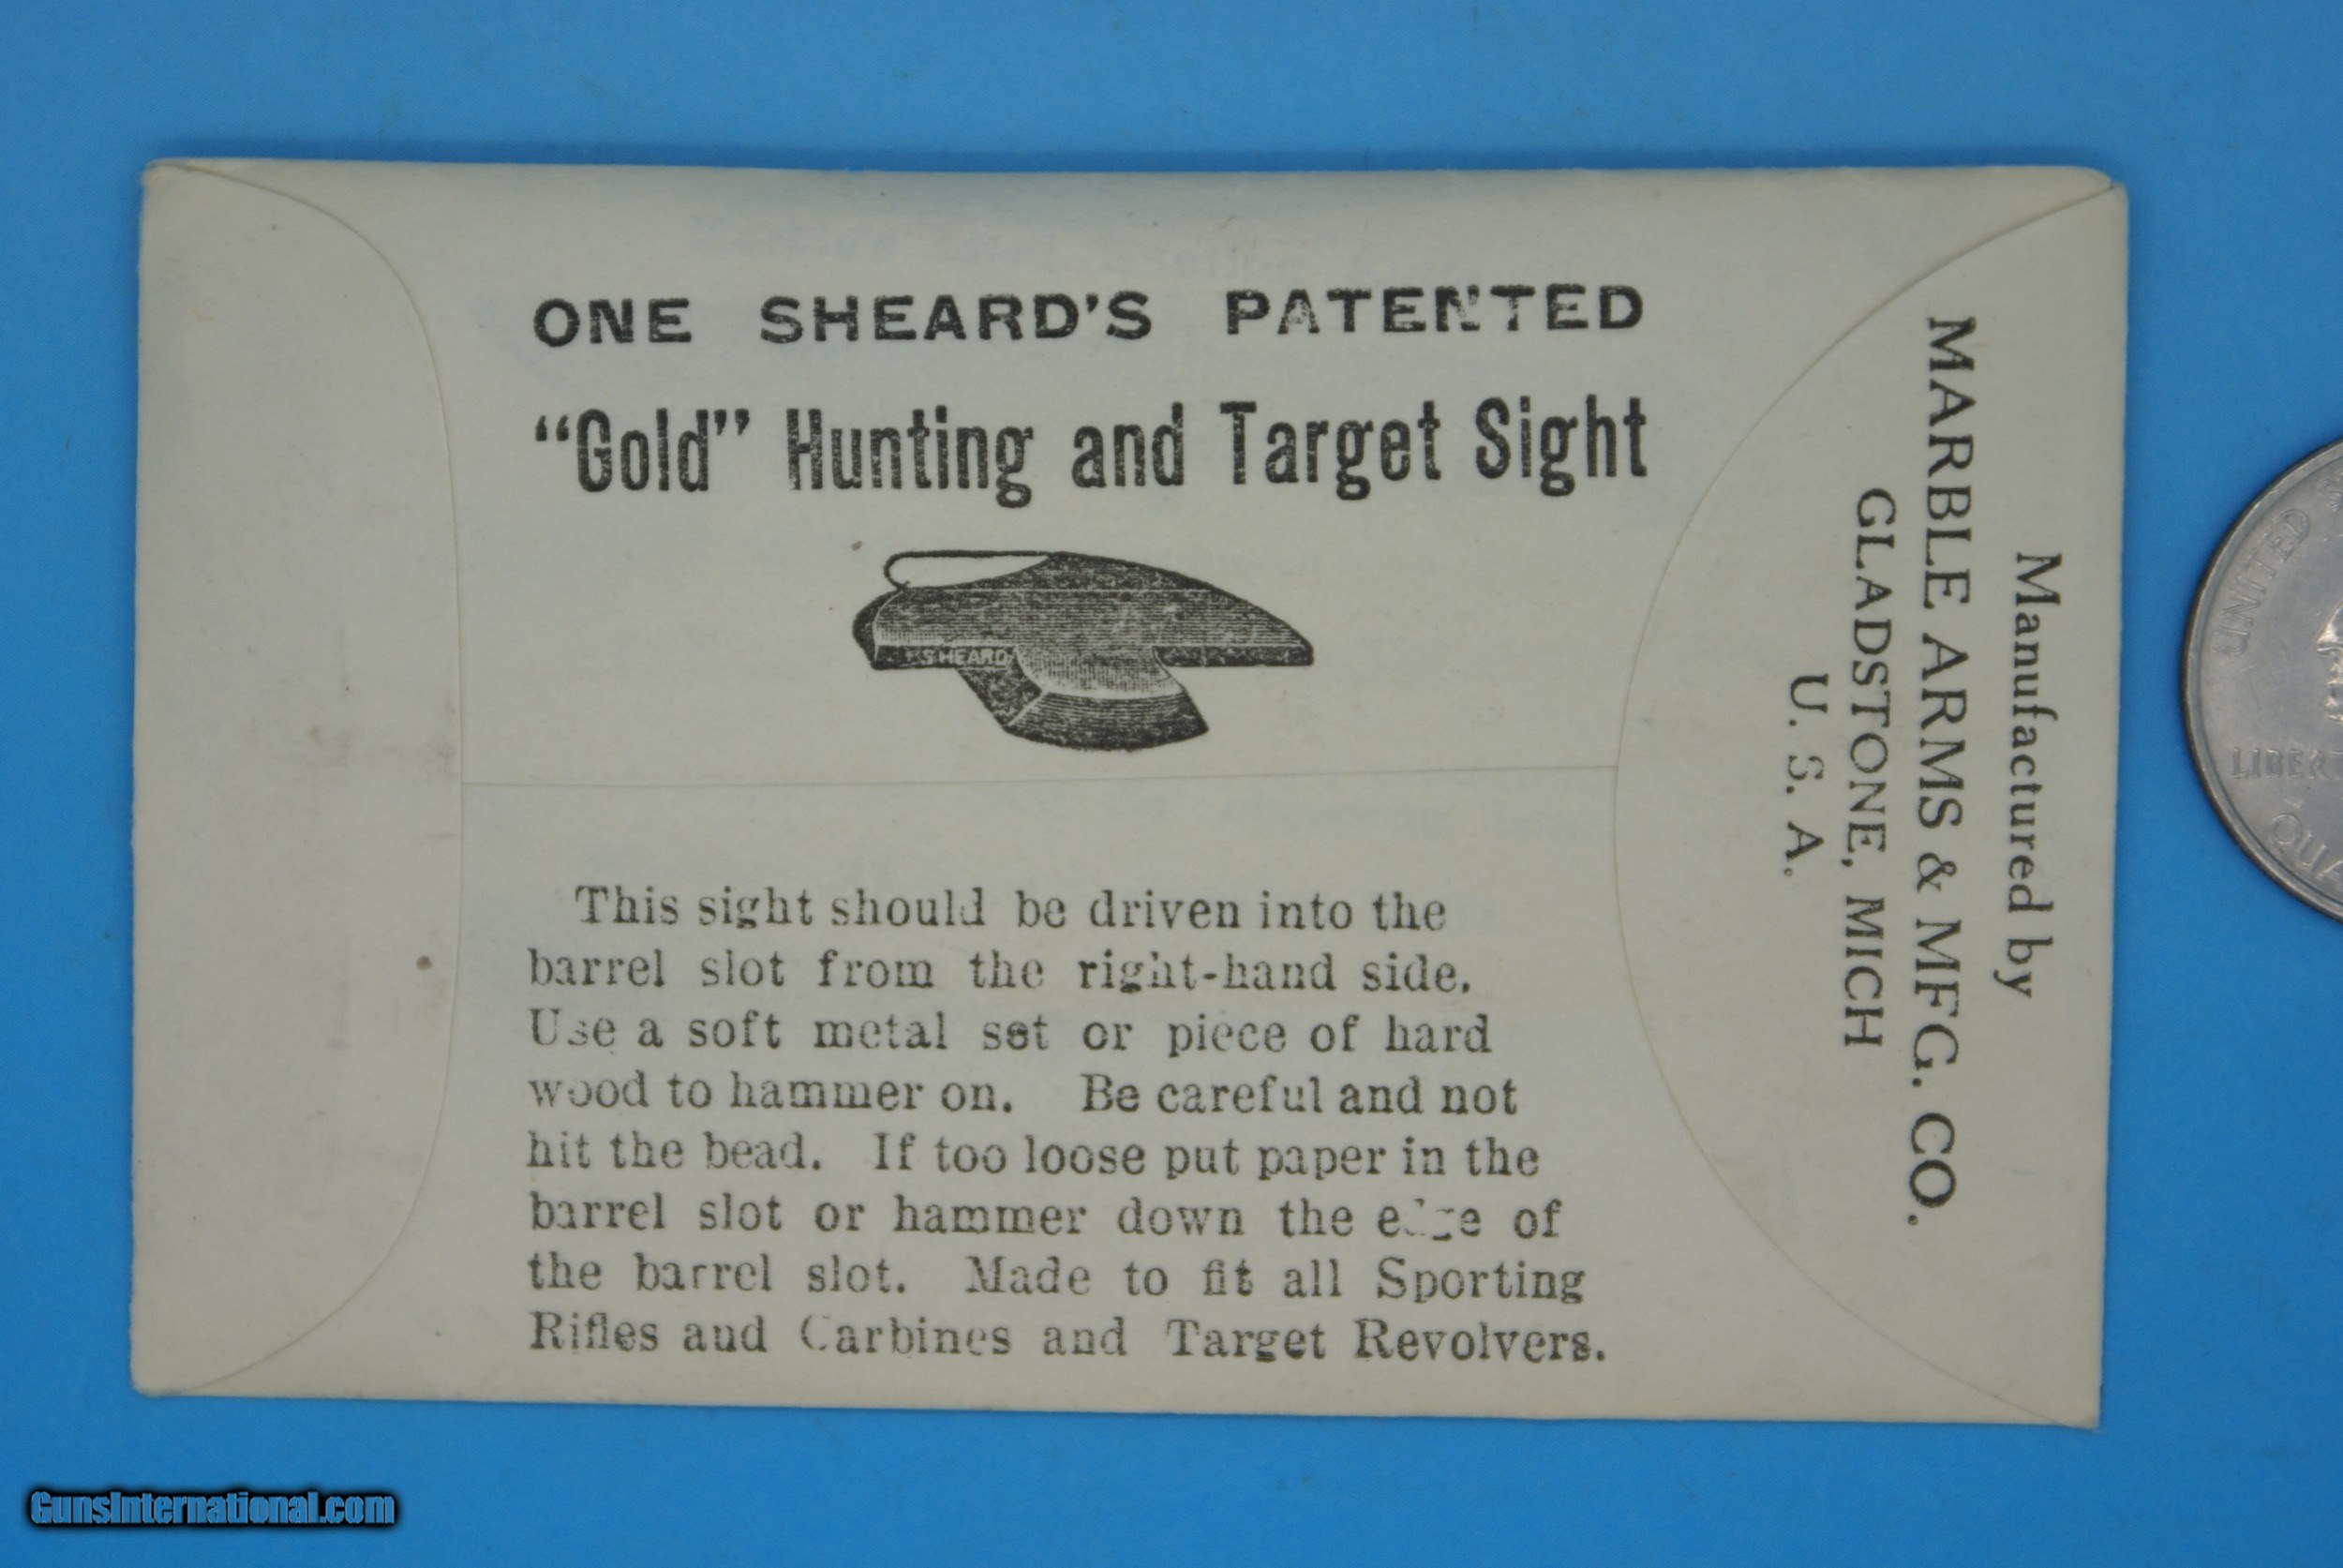 ONE SHEARD'S PATENTED
“Gold” Hunting and Target Sight
SHEARD
This sight should be driven into the
barrel slot from the right-hand side.
Use a soft metal set or piece of hard
wood to hammer on. Be careful and not
hit the bead. If too loose put paper in the
barrel slot or hammer down the edge of
the barrel slot. Made to fit all Sporting
Rifles and Carbines and Target Revolvers.
Manufactured by
MARBLE ARMS & MFG. CO.
GLADSTONE, MICH
U. S. A.
UNITED
LIBERT
GunsInternational.com